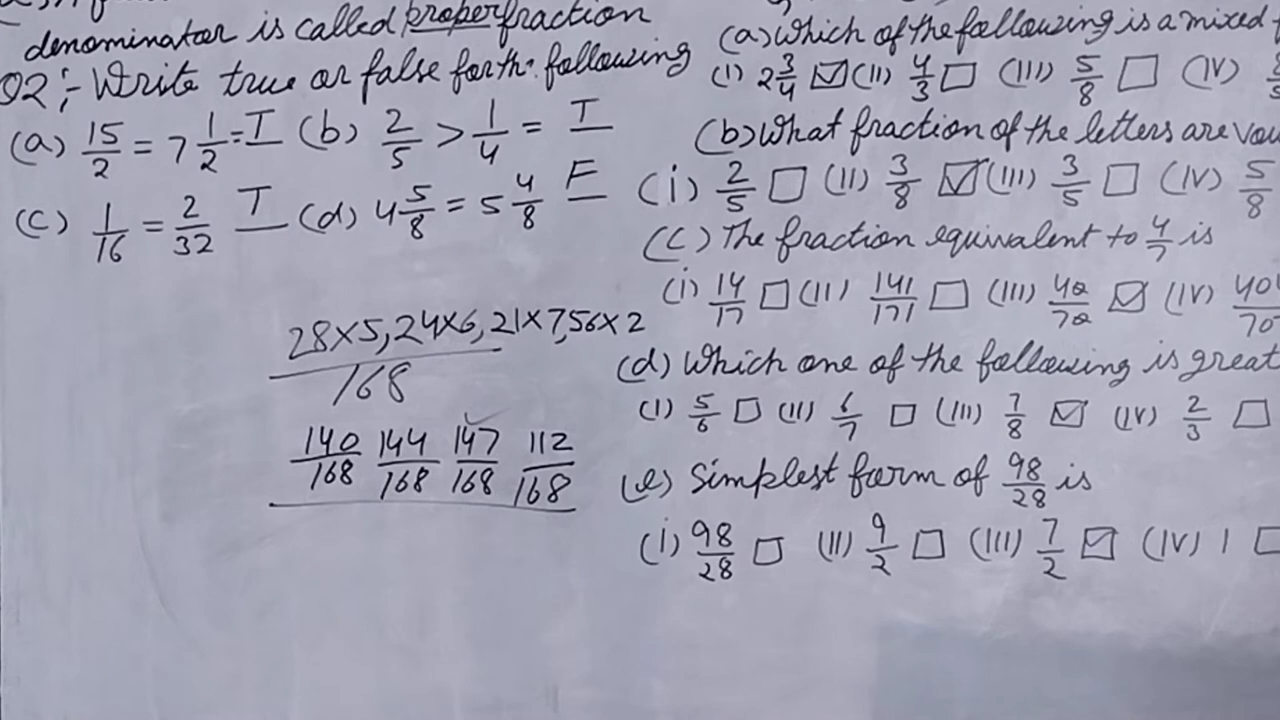 denominator is called proper fraction
Q2:- Write true or false for the following
(a) 15/2 = 7 1/2 = T (b) 2/5 > 1/4 = T
(c) 1/16 = 2/32 T (d) 4 5/8 = 5 4/8 F
28×5, 24×6, 21×7, 56×2
168
140/168 144/168 147/168 112/168
(a) Which of the following is a mixed
(i) 2 3/4 ☑ (ii) 4/3 ☐ (iii) 5/8 ☐ (iv)
(b) What fraction of the letters are vow
(i) 2/5 ☐ (ii) 3/8 ☑ (iii) 3/5 ☐ (iv) 5/8
(c) The fraction equivalent to 4/7 is
(i) 14/17 ☐ (ii) 141/171 ☐ (iii) 40/70 ☑ (iv) 404/70
(d) Which one of the following is great
(i) 5/6 ☐ (ii) 6/7 ☐ (iii) 7/8 ☑ (iv) 2/3 ☐
(e) Simplest form of 98/28 is
(i) 98/28 ☐ (ii) 9/2 ☐ (iii) 7/2 ☑ (iv) 1 ☐